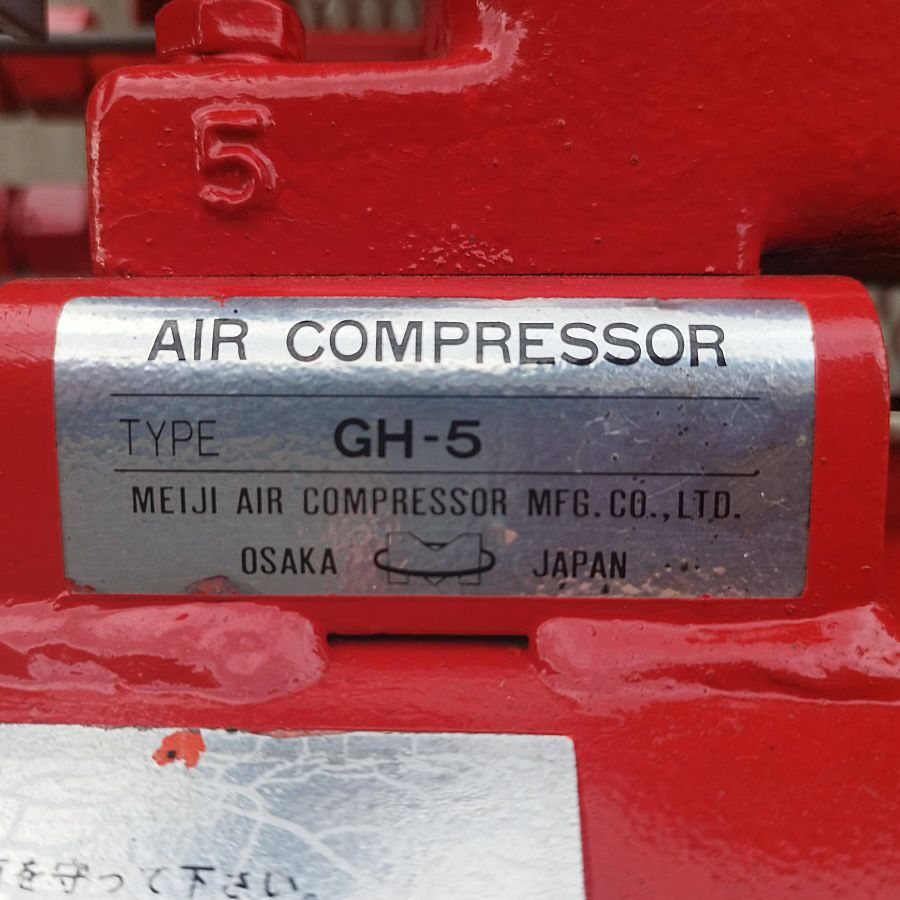 5
AIR COMPRESSOR
TYPE GH-5
MEIJI AIR COMPRESSOR MFG. CO., LTD.
OSAKA JAPAN
を守って下さい。